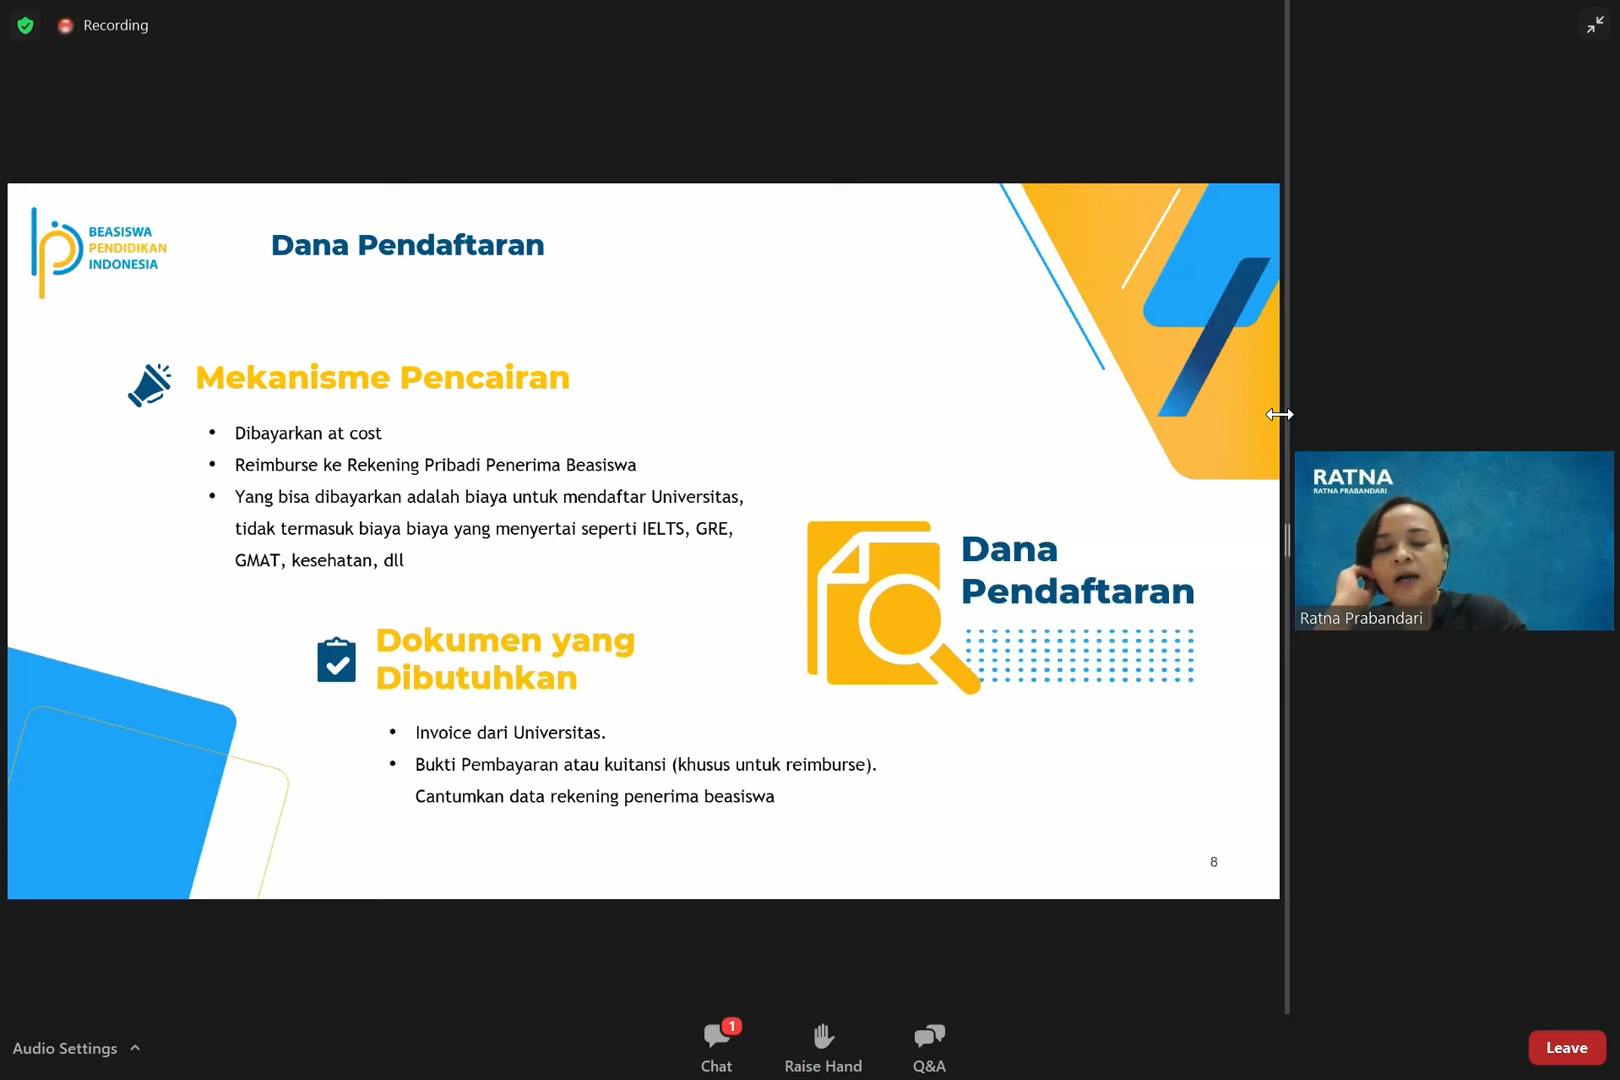 Recording
BEASISWA
PENDIDIKAN
INDONESIA
Dana Pendaftaran
Mekanisme Pencairan
• Dibayarkan at cost
• Reimburse ke Rekening Pribadi Penerima Beasiswa
• Yang bisa dibayarkan adalah biaya untuk mendaftar Universitas,
tidak termasuk biaya biaya yang menyertai seperti IELTS, GRE,
GMAT, kesehatan, dll
Dana
Pendaftaran
Dokumen yang
Dibutuhkan
• Invoice dari Universitas.
• Bukti Pembayaran atau kuitansi (khusus untuk reimburse).
Cantumkan data rekening penerima beasiswa
8
RATNA
RATNA PRABANDARI
Ratna Prabandari
Audio Settings
1
Chat
Raise Hand
Q&A
Leave